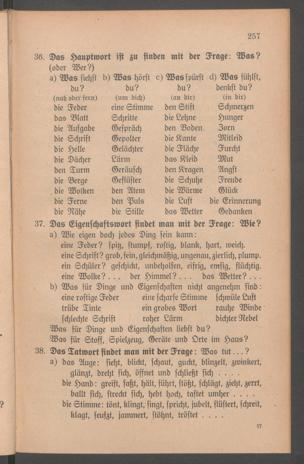 257
36. Das Hauptwort ist zu finden mit der Frage: Was?
(oder Wer?)
a) Was siehst b) Was hörst c) Was spürst d) Was fühlst,
du? du? du? denkst du?
(nah oder fern) (um dich) (an dir) (in dir)
die Feder eine Stimme den Stift Schmerzen
das Blatt Schritte die Lehne Hunger
die Aufgabe Gespräch den Boden Zorn
die Schrift Gepolter die Kante Mitleid
die Helle Gelächter die Fläche Furcht
die Dächer Lärm das Kleid Mut
den Turm Geräusch den Kragen Angst
die Berge Geflüster die Schuhe Freude
die Wolken den Atem die Wärme Glück
die Ferne den Puls die Luft die Erinnerung
die Nähe die Stille das Wetter Gedanken
37. Das Eigenschaftswort findet man mit der Frage: Wie?
a) Wie eigen doch jedes Ding sein kann:
eine Feder? spitz, stumpf, rostig, blank, hart, weich.
eine Schrift? grob, fein, gleichmäßig, ungenau, zierlich, plump.
ein Schüler? geschickt, unbeholfen, eifrig, emsig, flüchtig.
eine Wolke? . . . der Himmel? . . . das Wetter? . . .
b) Was für Dinge und Eigenschaften nicht angenehm sind:
eine rostige Feder eine scharfe Stimme schwüle Luft
trübe Tinte ein grobes Wort rauhe Winde
schlechte Schrift roher Lärm dichter Nebel
Was für Dinge und Eigenschaften liebst du?
Was für Stoff, Spielzeug, Geräte und Orte im Haus?
38. Das Tatwort findet man mit der Frage: Was tut . . .?
a) das Auge: sieht, blickt, schaut, guckt, blinzelt, zwinkert,
glänzt, dreht sich, öffnet und schließt sich . . . .
die Hand: greift, faßt, hält, führt, stößt, schlägt, zieht, zerrt,
ballt sich, streckt sich, hebt hoch, tastet umher . . . .
die Stimme: tönt, klingt, singt, spricht, jubelt, flüstert, schreit,
klagt, seufzt, jammert, stöhnt, tröstet . . . .
17